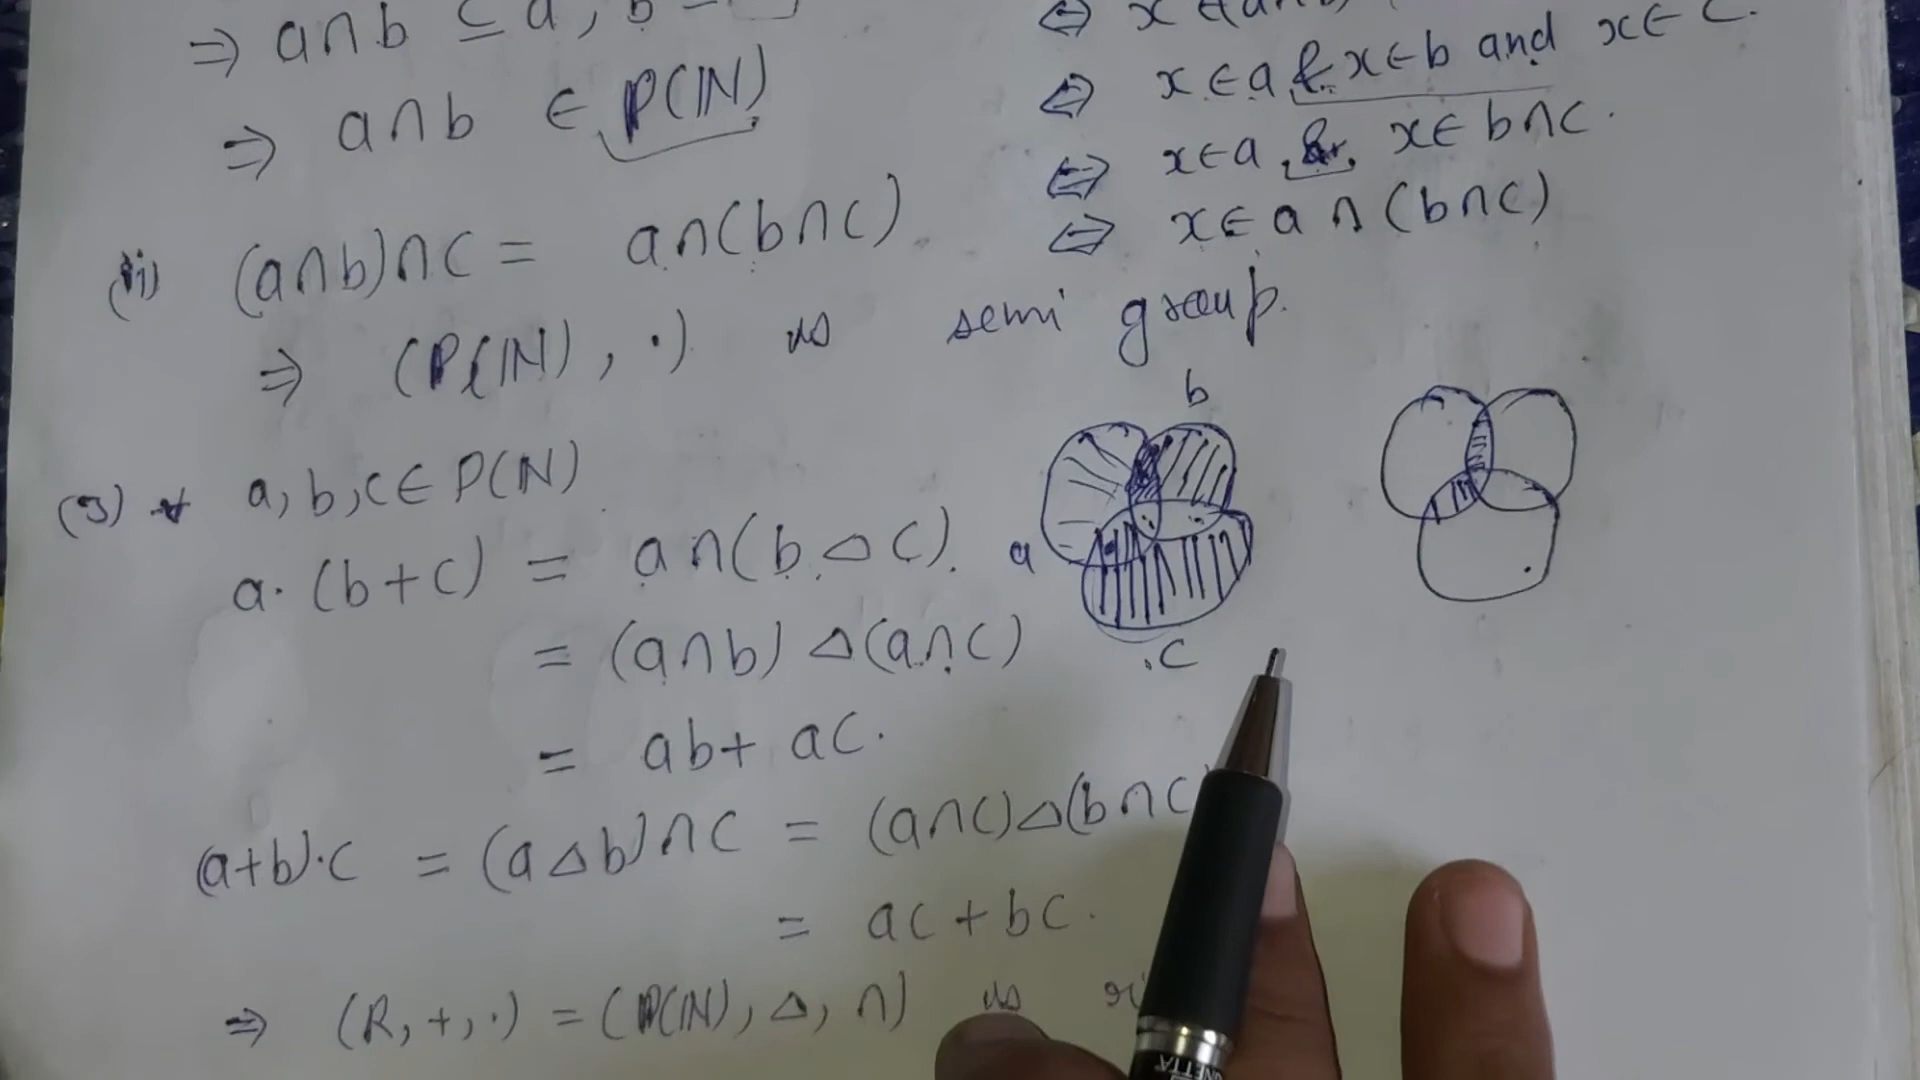 ⇒ a∩b ⊆ a, b
⇒ a∩b ∈ P(ℕ)
(ii) (a∩b)∩c = a∩(b∩c)
⇒ (P(ℕ), ·) is semi group.
⇔ x ∈ (a∩b)
⇔ x∈a & x∈b and x∈ c.
⇔ x∈a & x∈ b∩c.
⇔ x∈ a ∩ (b∩c)
(3) ∀ a, b, c∈ P(ℕ)
a· (b+c) = a∩(b △ c).
= (a∩b) △ (a∩c)
= ab + ac.
(a+b)·c = (a △ b)∩c = (a∩c)△(b∩c
= ac + bc.
⇒ (R, +, ·) = (P(ℕ), △, ∩) is
b
a
c